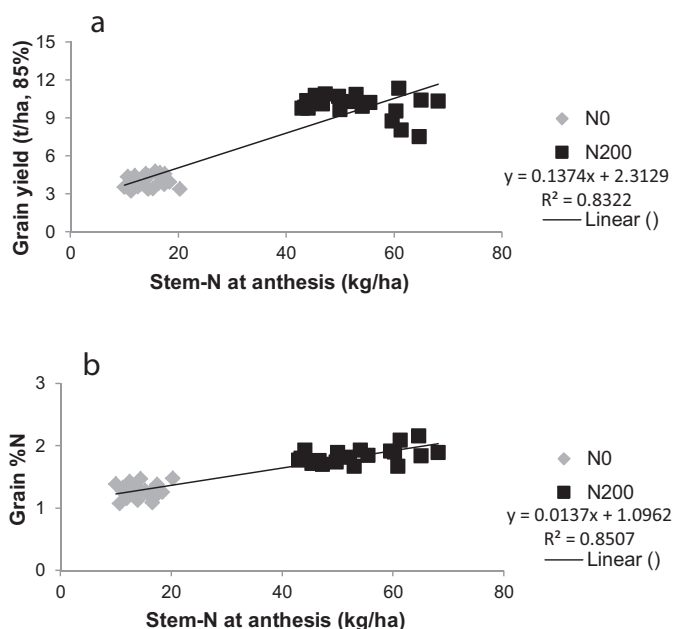 a
Grain yield (t/ha, 85%)
15
12
9
6
3
0
0 20 40 60 80
Stem-N at anthesis (kg/ha)
N0
N200
y = 0.1374x + 2.3129
R² = 0.8322
Linear ()
b
Grain %N
3
2
1
0
0 20 40 60 80
Stem-N at anthesis (kg/ha)
N0
N200
y = 0.0137x + 1.0962
R² = 0.8507
Linear ()